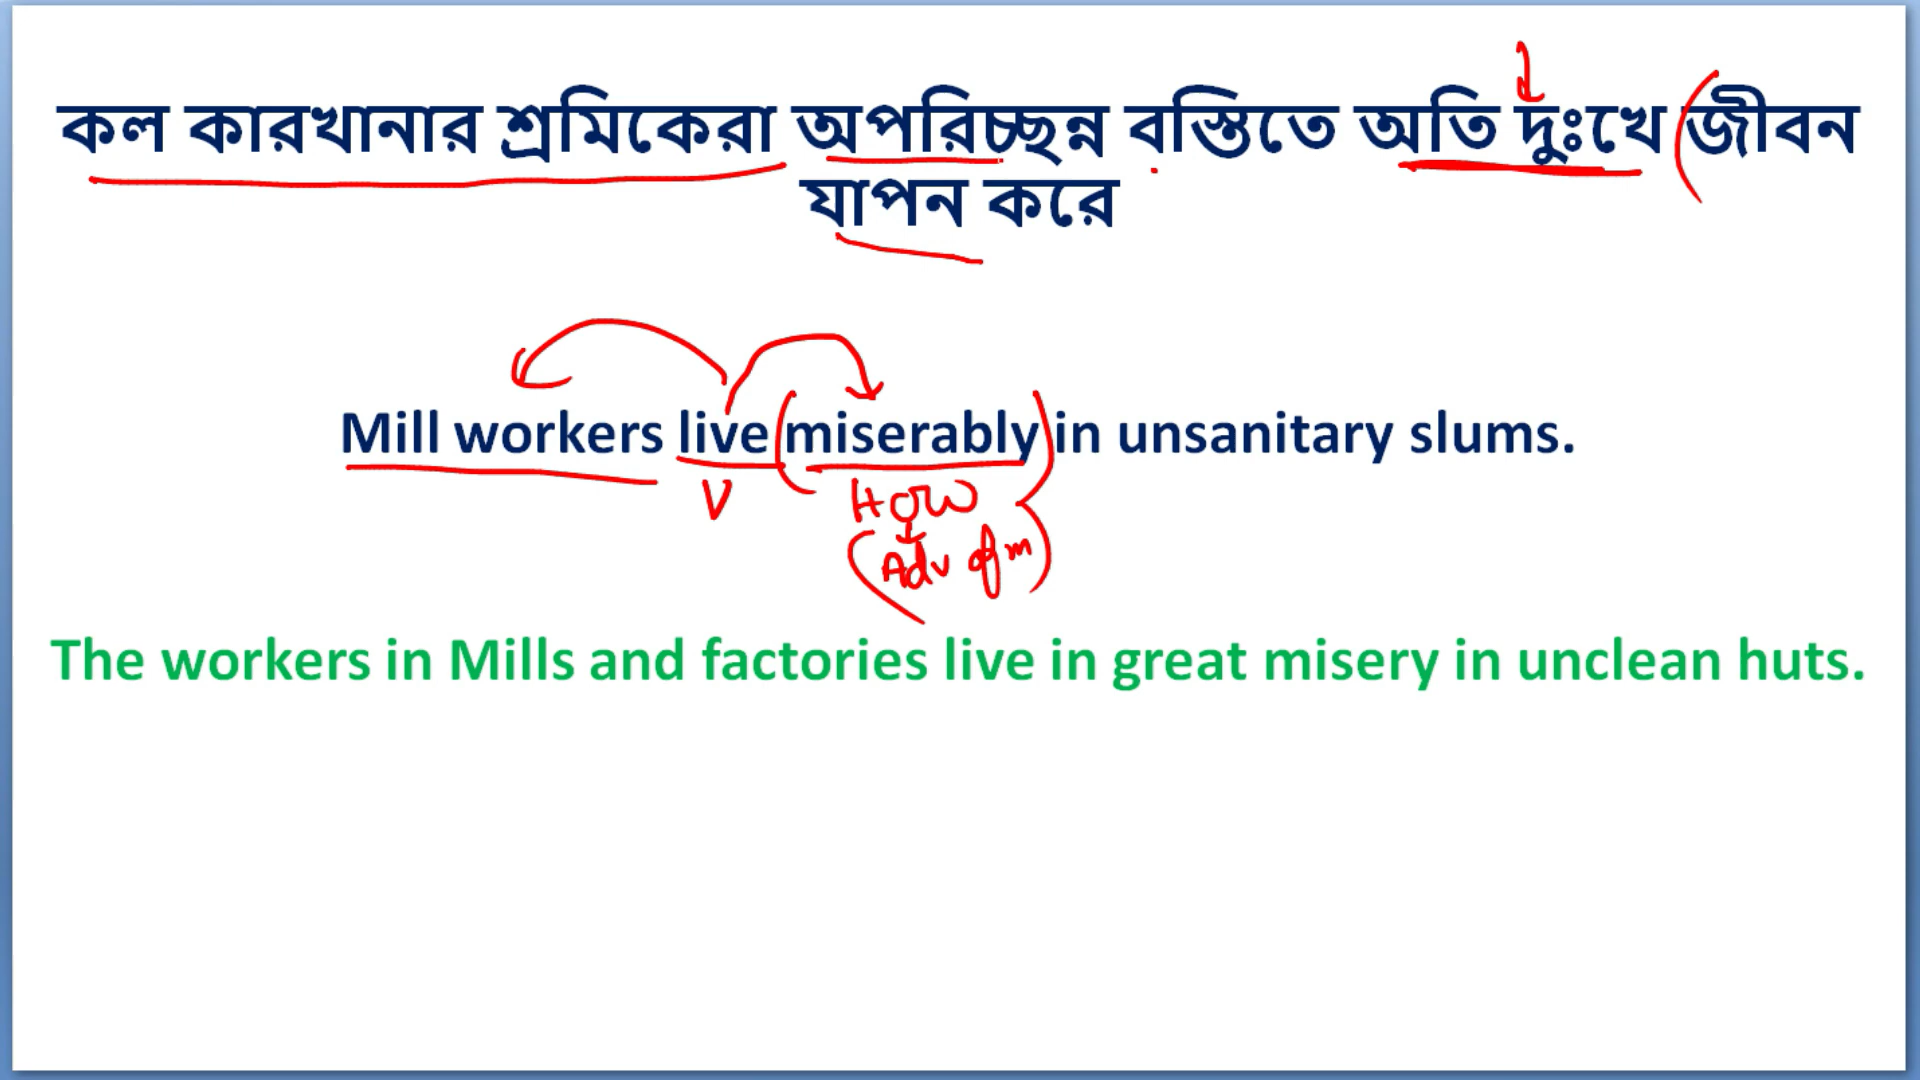 কল কারখানার শ্রমিকেরা অপরিচ্ছন্ন বস্তিতে অতি দুঃখে জীবন
যাপন করে
Mill workers live miserably in unsanitary slums.
V How
Adv of m
The workers in Mills and factories live in great misery in unclean huts.